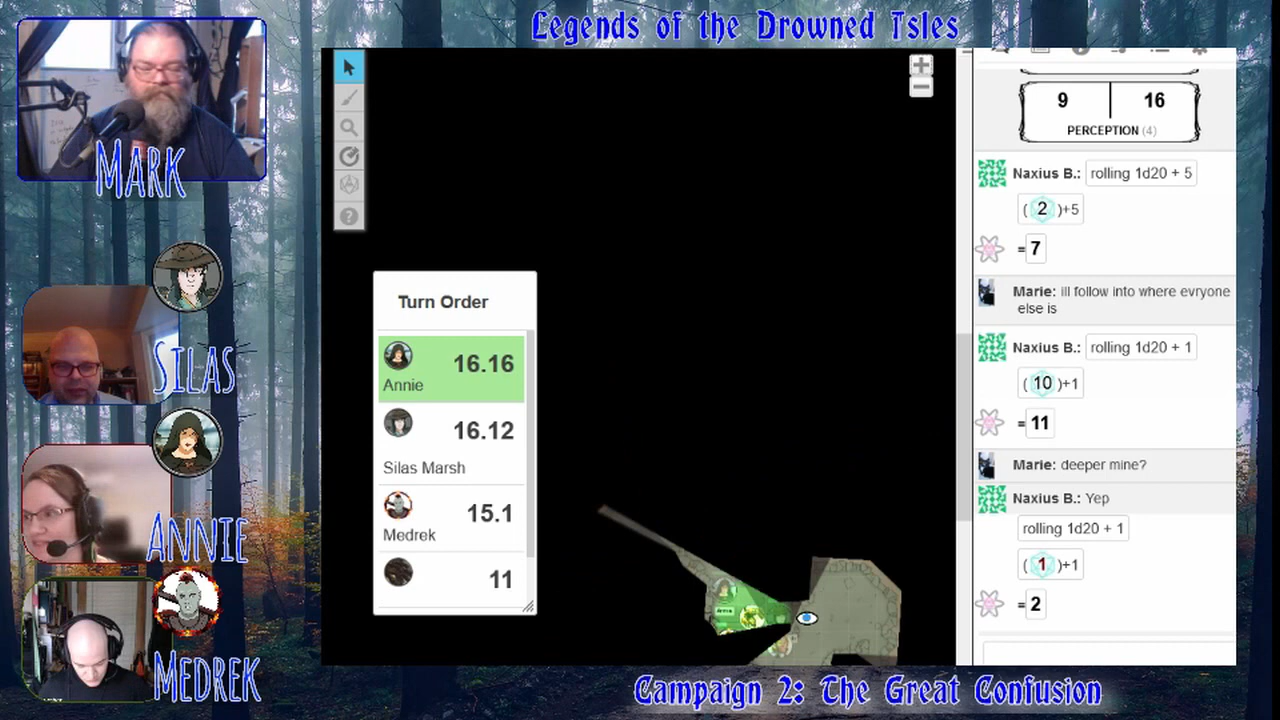 Legends of the Drowned Isles
MARK
SILAS
ANNIE
MEDREK
Turn Order
16.16
Annie
16.12
Silas Marsh
15.1
Medrek
11
9
16
PERCEPTION (4)
Naxius B.: rolling 1d20 + 5
(2)+5
=7
Marie: ill follow into where evryone
else is
Naxius B.: rolling 1d20 + 1
(10)+1
=11
Marie: deeper mine?
Naxius B.: Yep
rolling 1d20 + 1
(1)+1
=2
Campaign 2: The Great Confusion